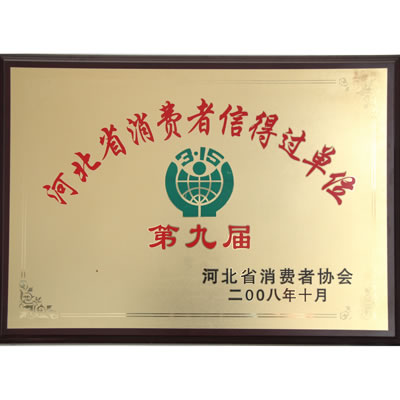 河北省消费者信得过单位
3·15
第九届
河北省消费者协会
二00八年十月